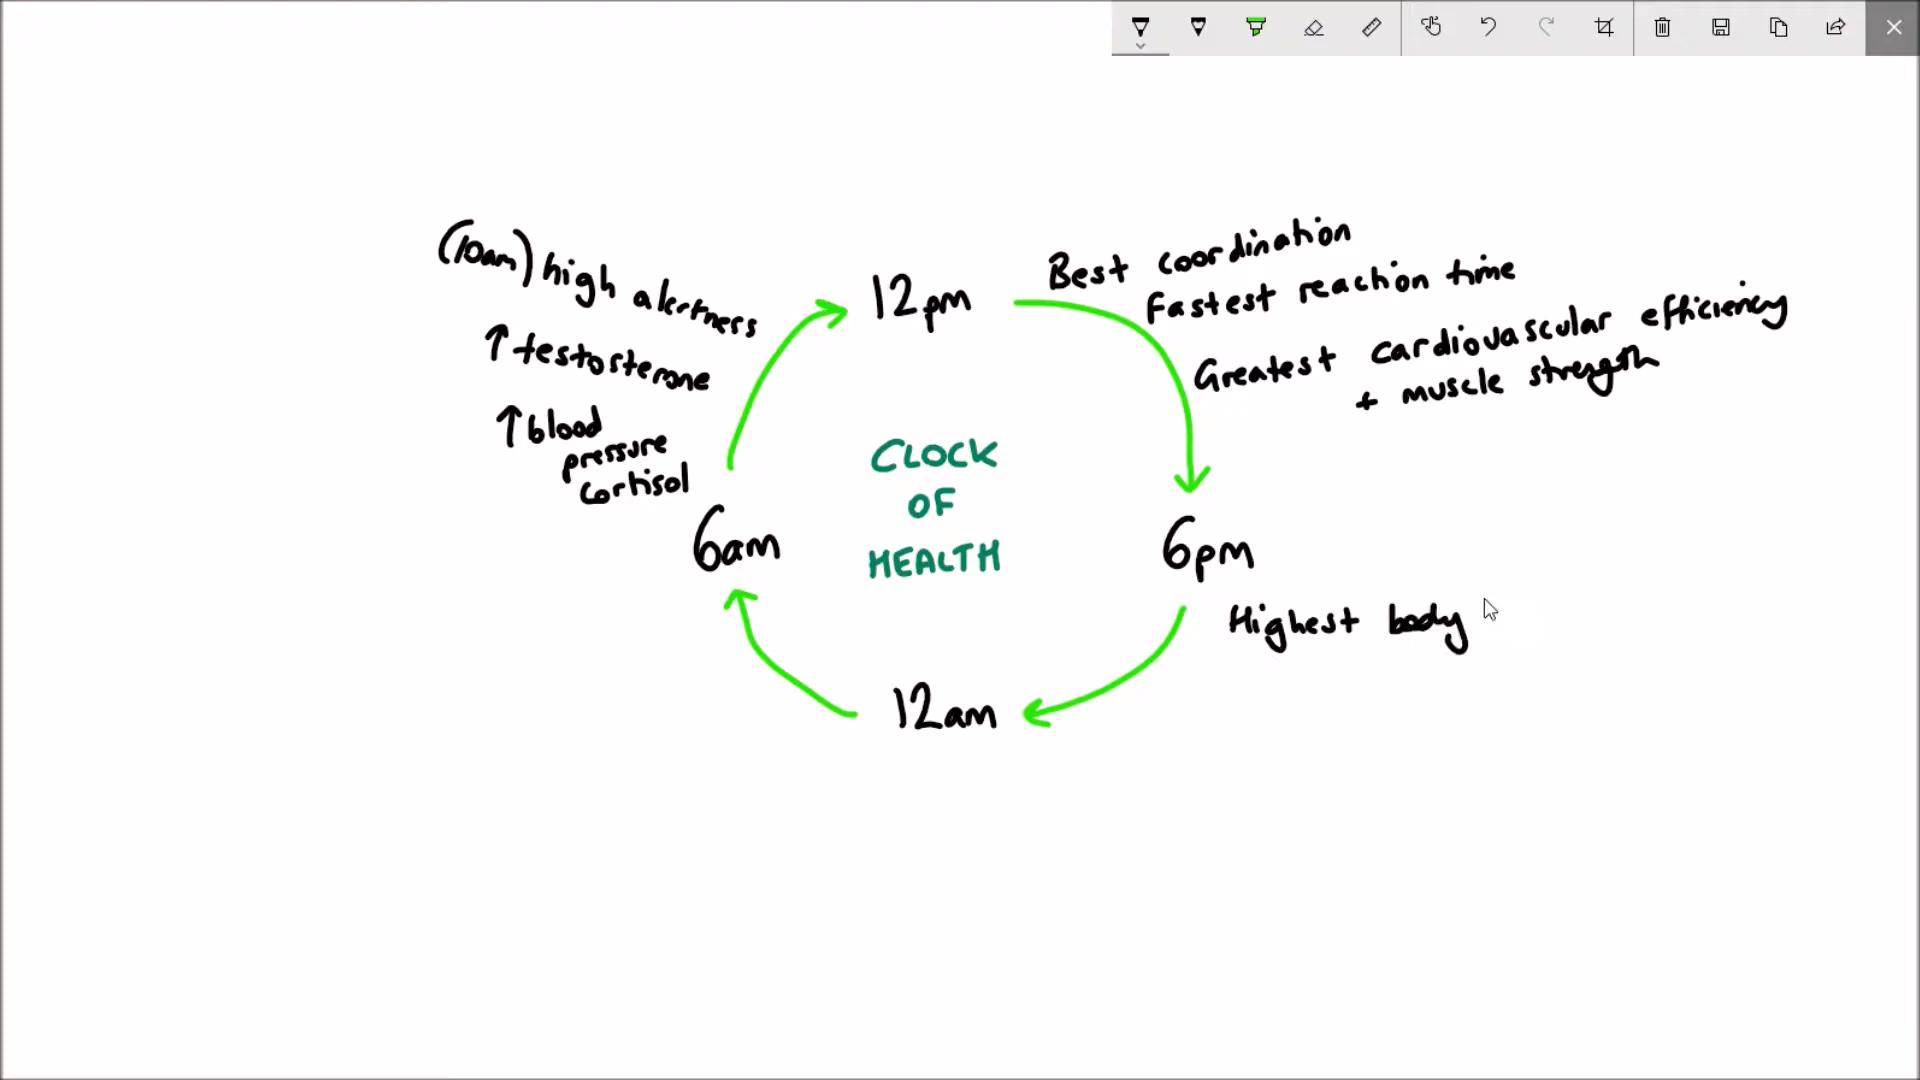 (10am) high alertness
↑ testosterone
↑ blood
pressure
cortisol
12pm
Best coordination
Fastest reaction time
Greatest cardiovascular efficiency
+ muscle strength
CLOCK
OF
HEALTH
6am
6pm
Highest body
12am